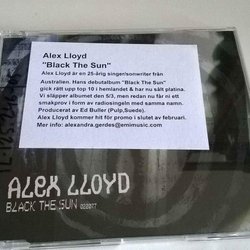 Alex Lloyd
"Black The Sun"
Alex Lloyd är en 25-årig singer/sonwriter från
Australien. Hans debutalbum "Black The Sun"
gick rätt upp top 10 i hemlandet & har nu sålt platina.
Vi släpper albumet den 5/3, men redan nu får ni ett
smakprov i form av radiosingeln med samma namn.
Producerat av Ed Buller (Pulp,Suede).
Alex Lloyd kommer hit för promo i slutet av februari.
Mer info: alexandra.gerdes@emimusic.com
ALEX LLOYD
BLACK THE SUN